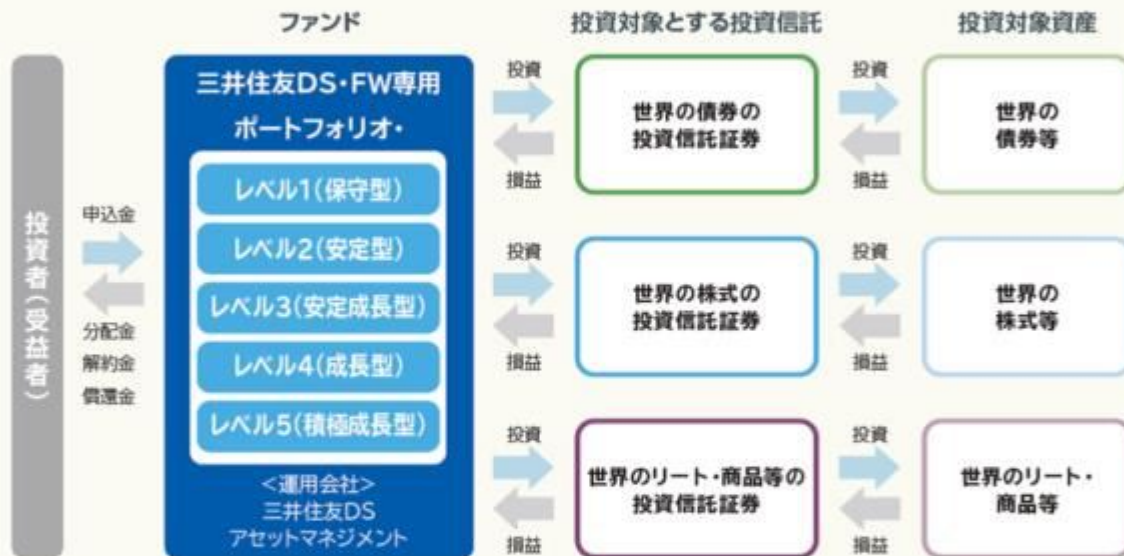 ファンド
投資対象とする投資信託
投資対象資産
投資者(受益者)
申込金
分配金
解約金
償還金
三井住友DS・FW専用
ポートフォリオ・
レベル1(保守型)
レベル2(安定型)
レベル3(安定成長型)
レベル4(成長型)
レベル5(積極成長型)
<運用会社>
三井住友DS
アセットマネジメント
投資
損益
世界の債券の
投資信託証券
投資
損益
世界の
債券等
投資
損益
世界の株式の
投資信託証券
投資
損益
世界の
株式等
投資
損益
世界のリート・商品等の
投資信託証券
投資
損益
世界のリート・
商品等